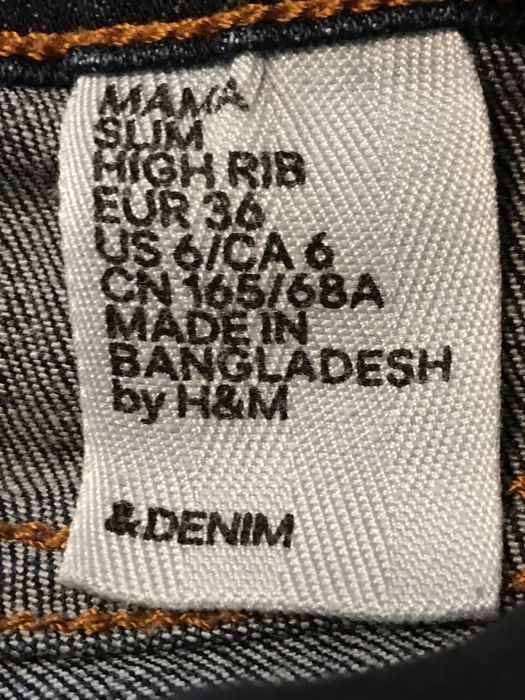 MAMA
SLIM
HIGH RIB
EUR 36
US 6/CA 6
CN 165/68A
MADE IN
BANGLADESH
by H&M
&DENIM